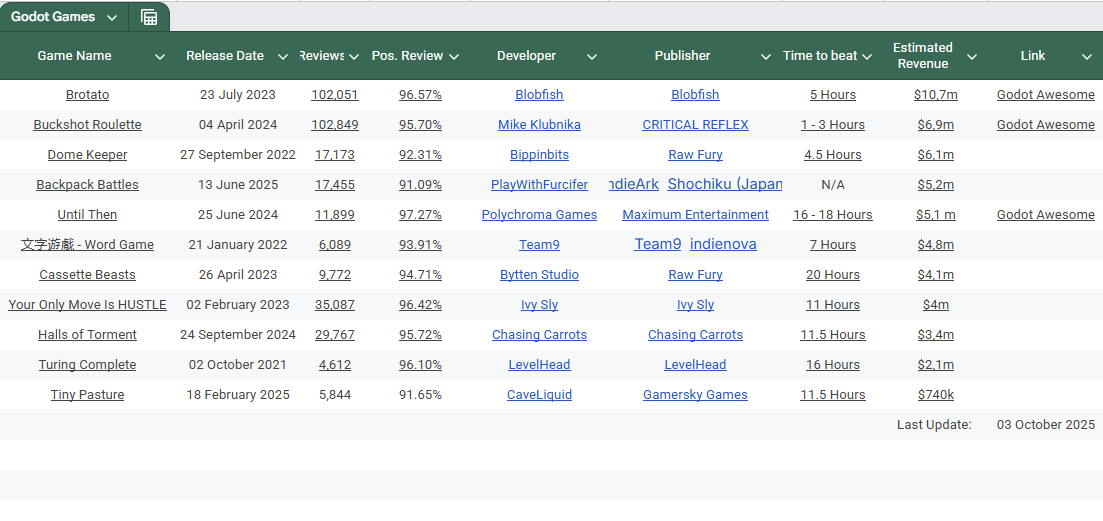 Godot Games
Game Name Release Date Reviews Pos. Review Developer Publisher Time to beat Estimated Revenue Link
Brotato 23 July 2023 102,051 96.57% Blobfish Blobfish 5 Hours $10,7m Godot Awesome
Buckshot Roulette 04 April 2024 102,849 95.70% Mike Klubnika CRITICAL REFLEX 1 - 3 Hours $6,9m Godot Awesome
Dome Keeper 27 September 2022 17,173 92.31% Bippinbits Raw Fury 4.5 Hours $6,1m
Backpack Battles 13 June 2025 17,455 91.09% PlayWithFurcifer ndieArk Shochiku (Japan N/A $5,2m
Until Then 25 June 2024 11,899 97.27% Polychroma Games Maximum Entertainment 16 - 18 Hours $5,1 m Godot Awesome
文字遊戲 - Word Game 21 January 2022 6,089 93.91% Team9 Team9 indienova 7 Hours $4,8m
Cassette Beasts 26 April 2023 9,772 94.71% Bytten Studio Raw Fury 20 Hours $4,1m
Your Only Move Is HUSTLE 02 February 2023 35,087 96.42% Ivy Sly Ivy Sly 11 Hours $4m
Halls of Torment 24 September 2024 29,767 95.72% Chasing Carrots Chasing Carrots 11.5 Hours $3,4m
Turing Complete 02 October 2021 4,612 96.10% LevelHead LevelHead 16 Hours $2,1m
Tiny Pasture 18 February 2025 5,844 91.65% CaveLiquid Gamersky Games 11.5 Hours $740k
Last Update: 03 October 2025